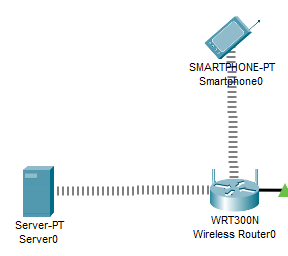 SMARTPHONE-PT
Smartphone0
Server-PT
Server0
WRT300N
Wireless Router0